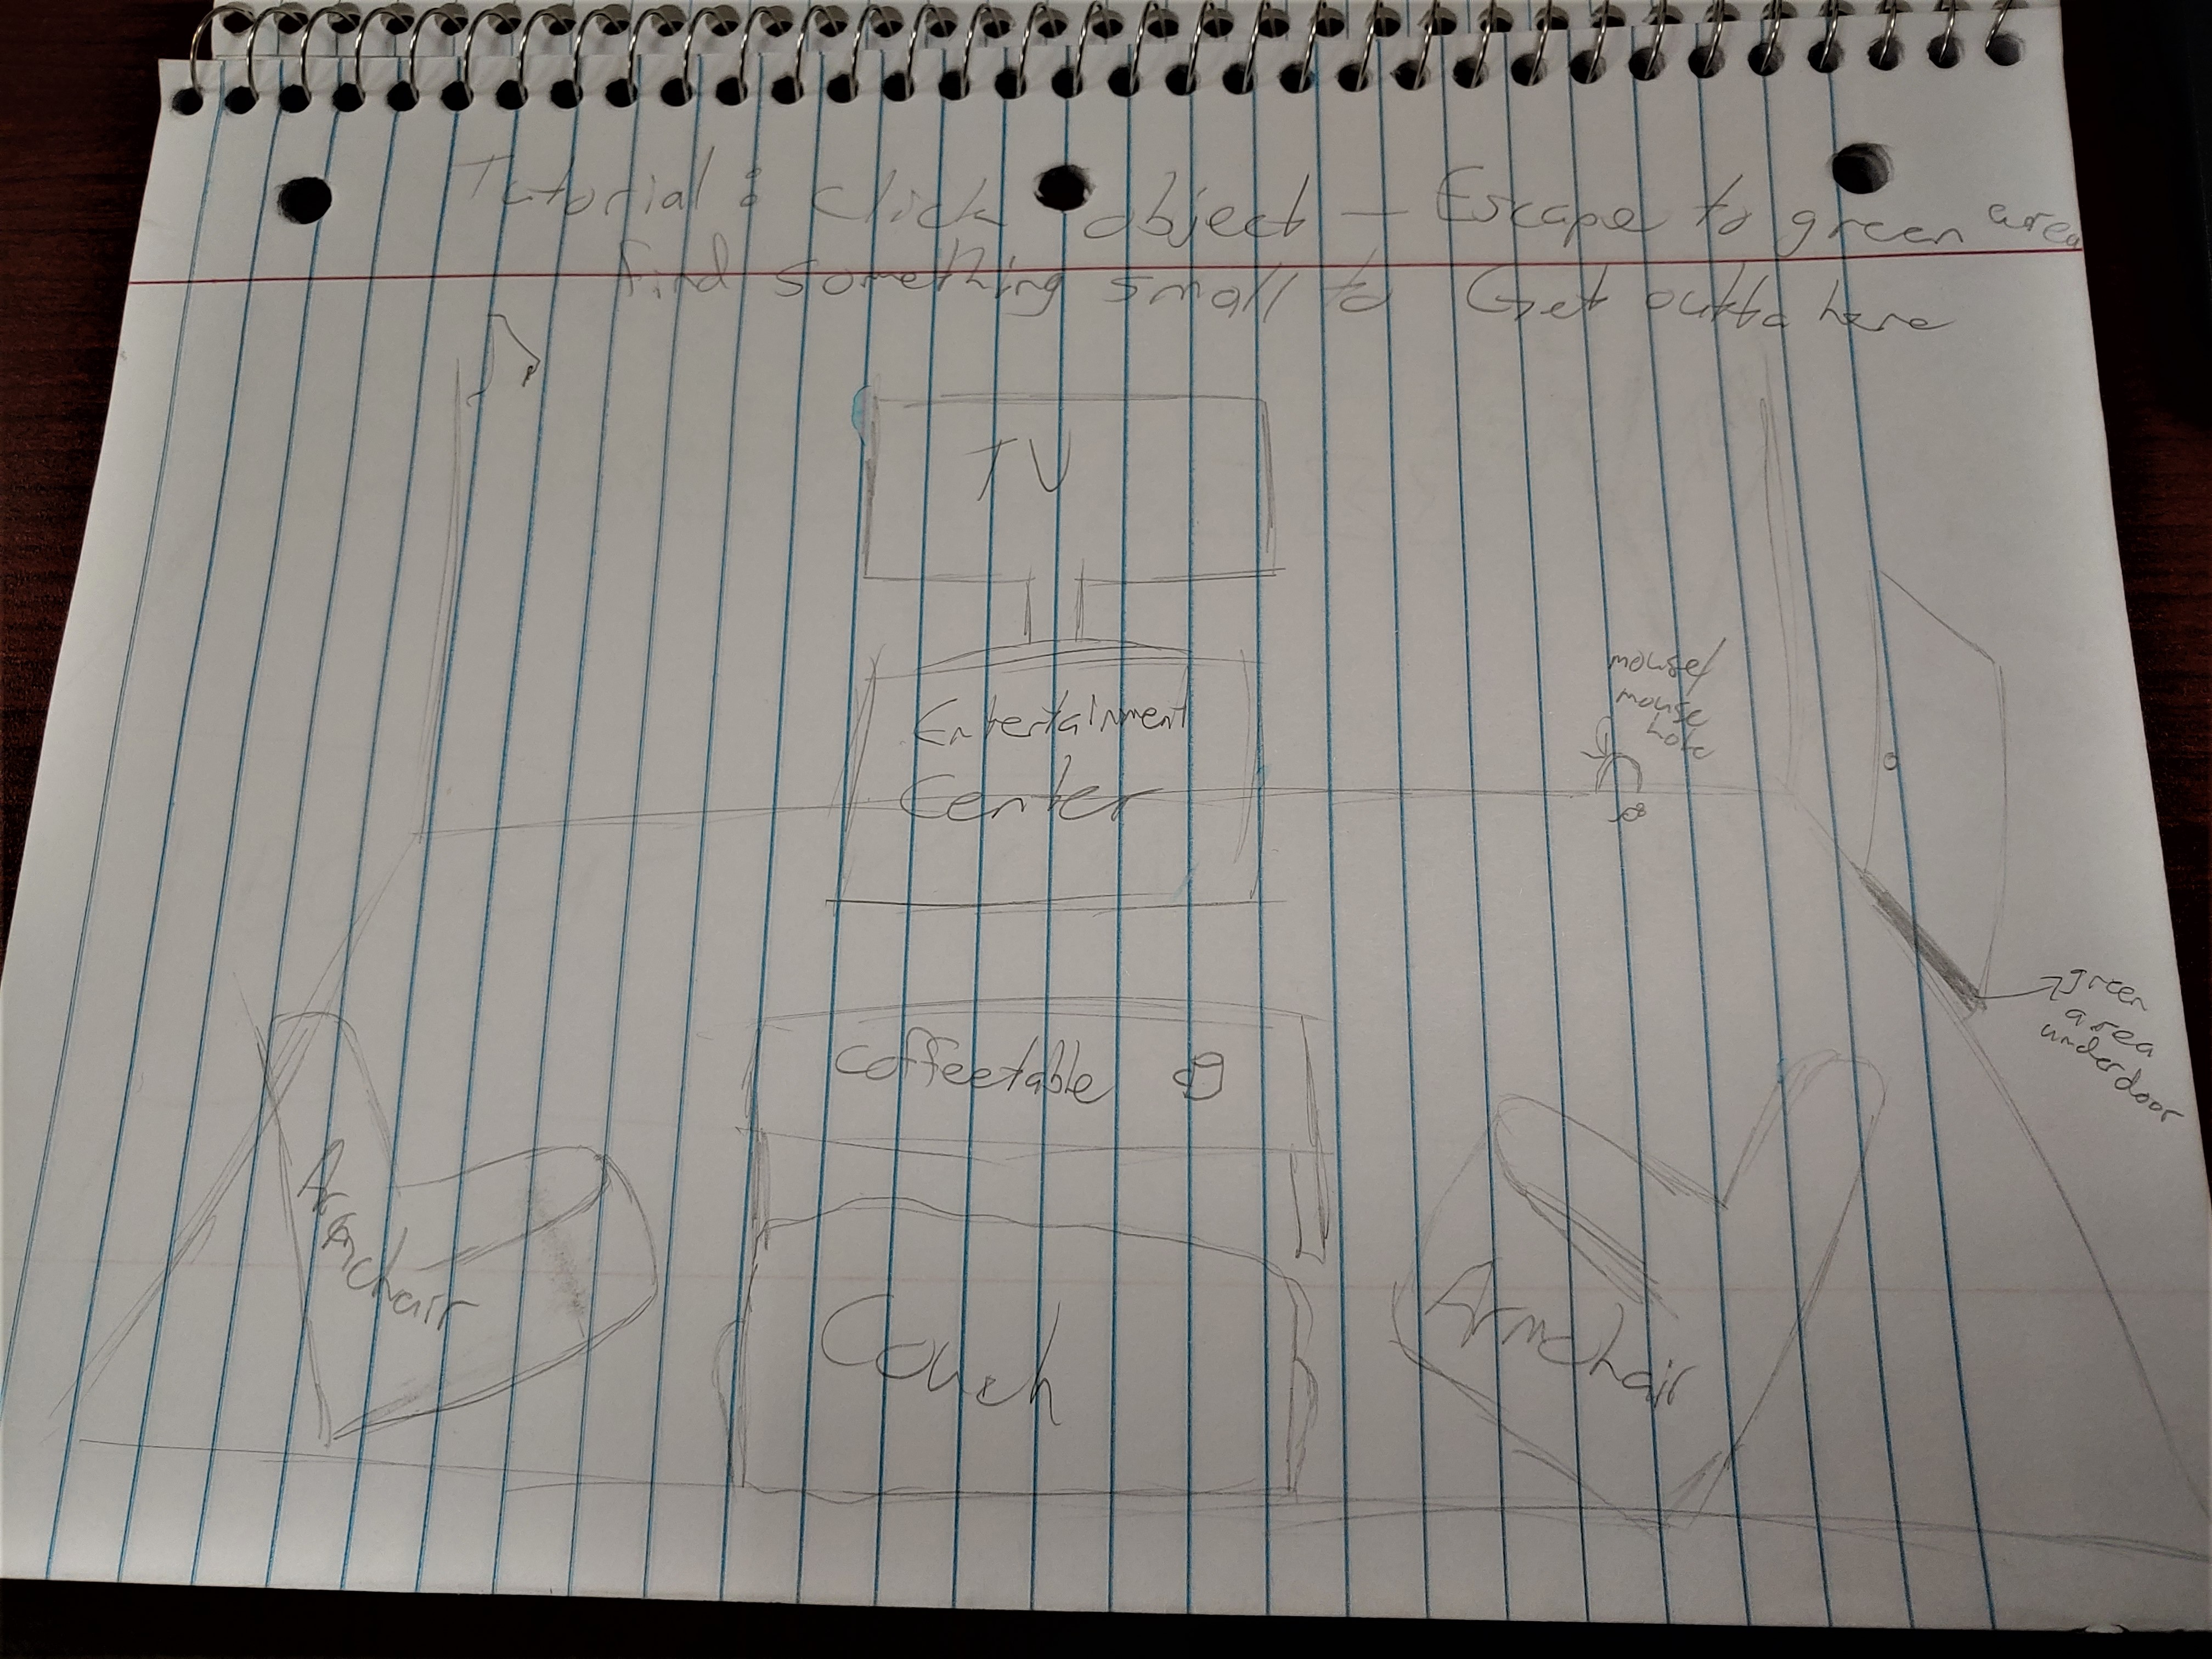 Tutorial: Click object - Escape to green area
find something small to Get outta here
TV
mouse/
mouse
hole
Entertainment
Center
green
area
underdoor
coffeetable
Armchair
Couch
Armchair